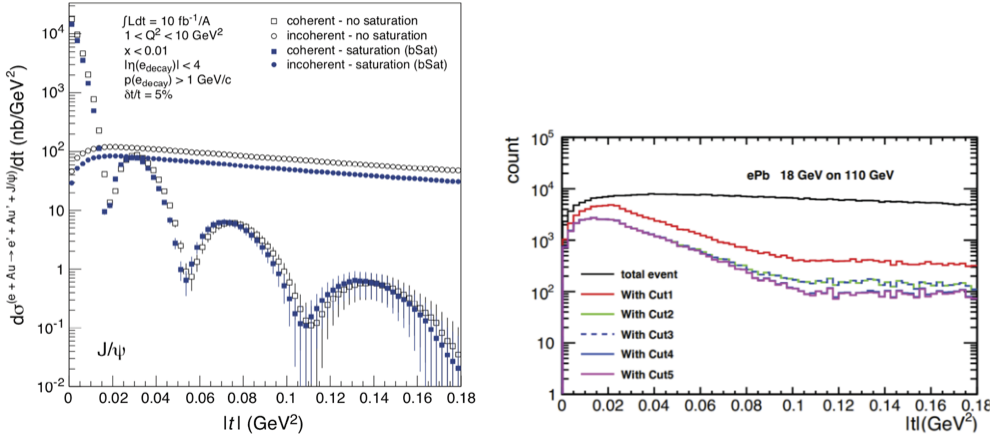 ∫Ldt = 10 fb⁻¹/A
1 < Q² < 10 GeV²
x < 0.01
|η(e_decay)| < 4
p(e_decay) > 1 GeV/c
δt/t = 5%
coherent - no saturation
incoherent - no saturation
coherent - saturation (bSat)
incoherent - saturation (bSat)
dσ(e + Au → e' + Au' + J/ψ)/dt (nb/GeV²)
10⁴
10³
10²
10
1
10⁻¹
10⁻²
J/ψ
0 0.02 0.04 0.06 0.08 0.10 0.12 0.14 0.16 0.18
|t| (GeV²)
count
10⁵
10⁴
10³
10²
10
1
ePb 18 GeV on 110 GeV
total event
With Cut1
With Cut2
With Cut3
With Cut4
With Cut5
0 0.02 0.04 0.06 0.08 0.1 0.12 0.14 0.16 0.18
|t|(GeV²)